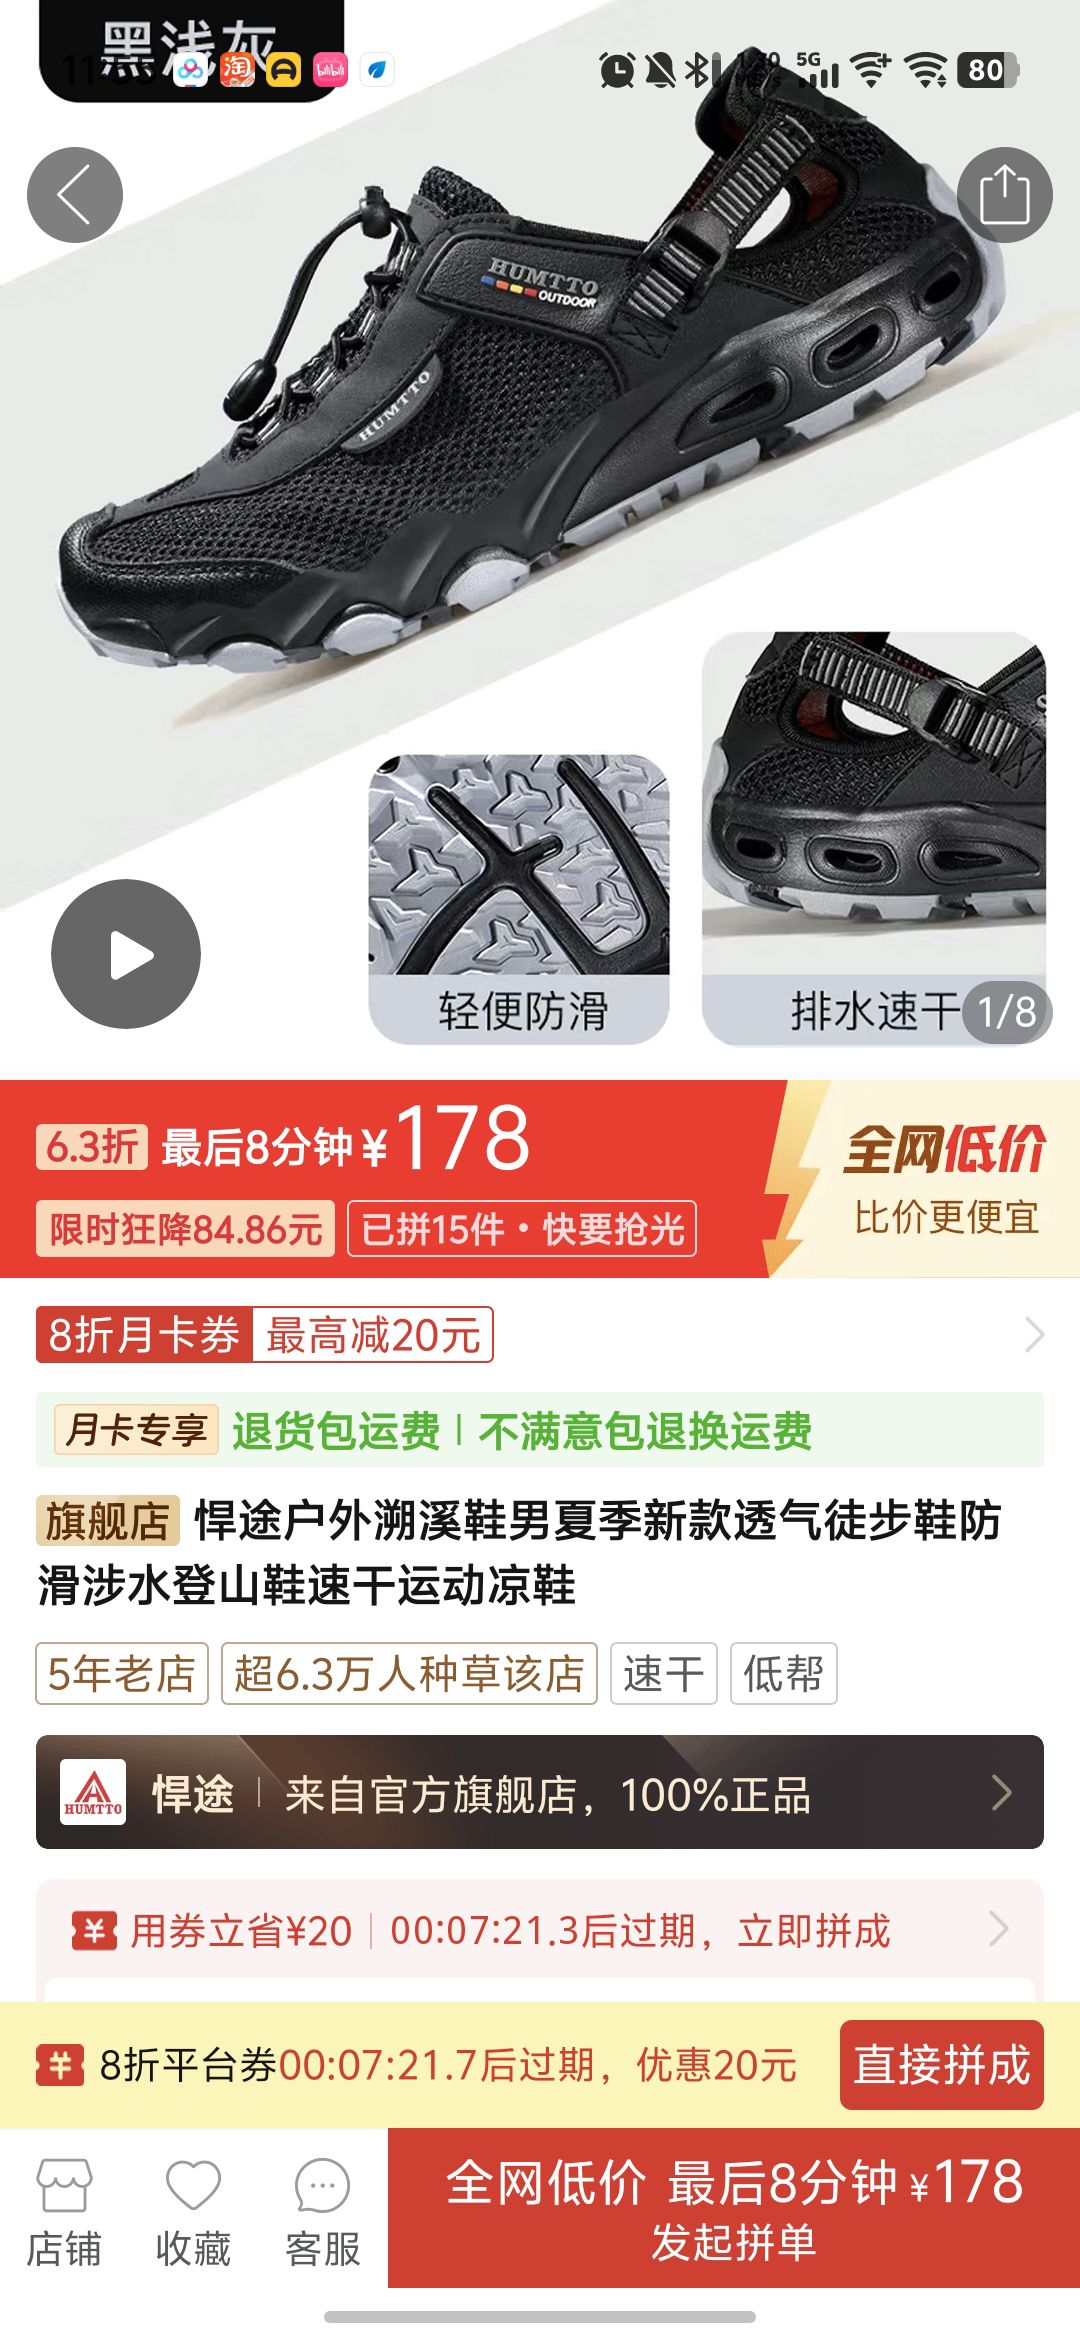 黑浅灰
5G
80
HUMTTO
OUTDOOR
HUMTTO
轻便防滑
排水速干
1/8
6.3折 最后8分钟¥178
全网低价
限时狂降84.86元 已拼15件·快要抢光
比价更便宜
8折月卡券 最高减20元
月卡专享 退货包运费 | 不满意包退换运费
旗舰店 悍途户外溯溪鞋男夏季新款透气徒步鞋防
滑涉水登山鞋速干运动凉鞋
5年老店 超6.3万人种草该店 速干 低帮
HUMTTO 悍途 | 来自官方旗舰店，100%正品
用券立省¥20 | 00:07:21.3后过期，立即拼成
8折平台券00:07:21.7后过期，优惠20元 直接拼成
全网低价 最后8分钟 ¥178
发起拼单
店铺 收藏 客服